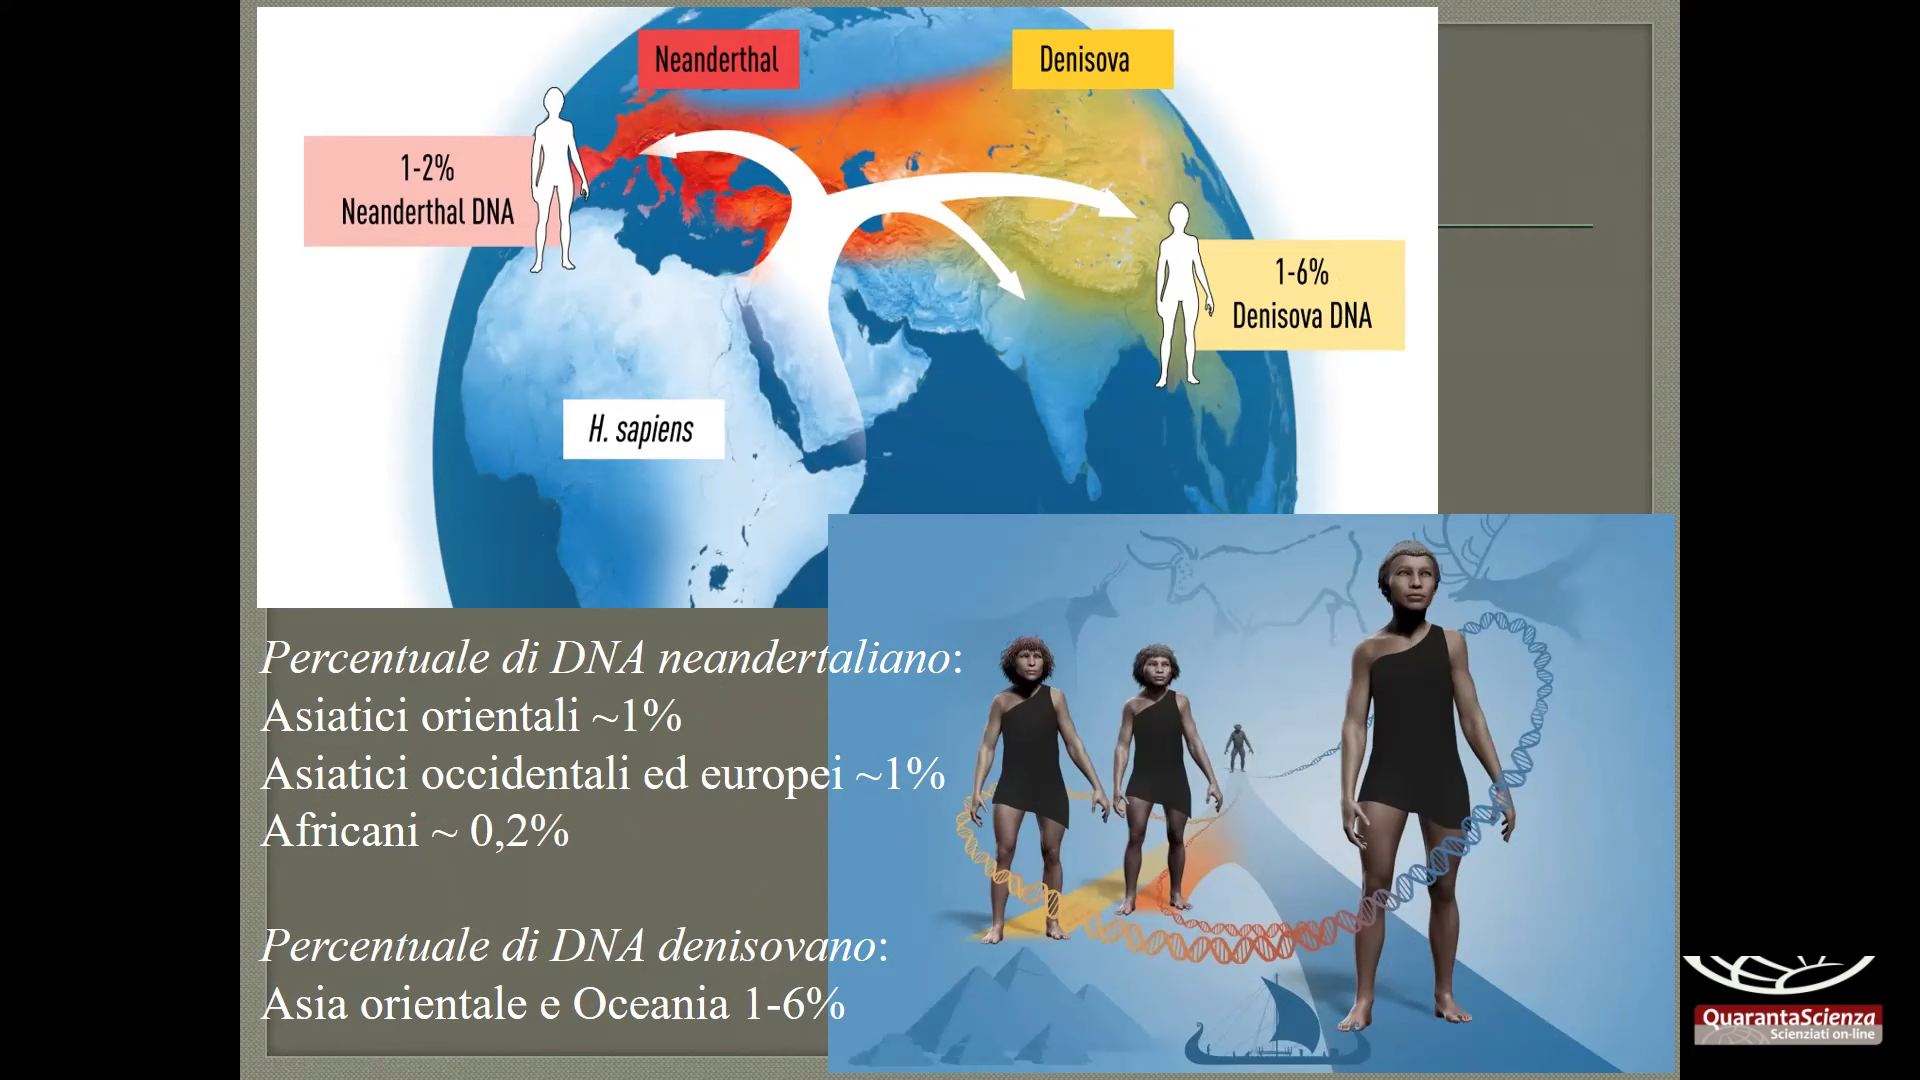 Neanderthal
Denisova
1-2%
Neanderthal DNA
1-6%
Denisova DNA
H. sapiens
Percentuale di DNA neandertaliano:
Asiatici orientali ~1%
Asiatici occidentali ed europei ~1%
Africani ~ 0,2%
Percentuale di DNA denisovano:
Asia orientale e Oceania 1-6%
QuarantaScienza
Scienziati on-line